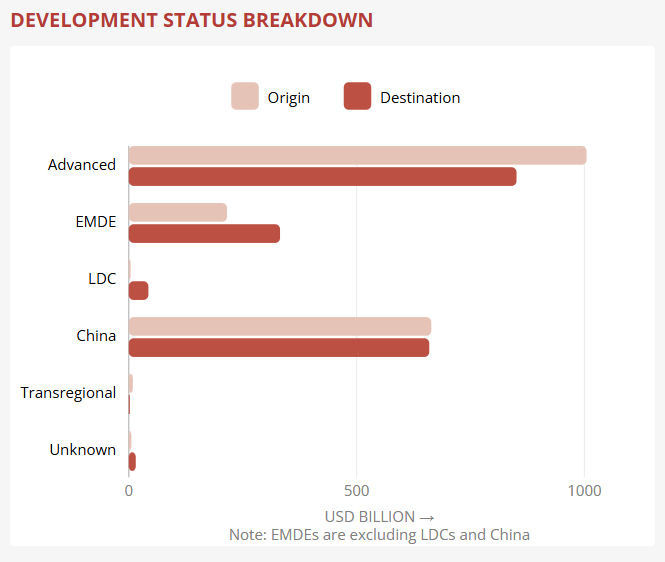 DEVELOPMENT STATUS BREAKDOWN
Origin Destination
Advanced
EMDE
LDC
China
Transregional
Unknown
0 500 1000
USD BILLION →
Note: EMDEs are excluding LDCs and China